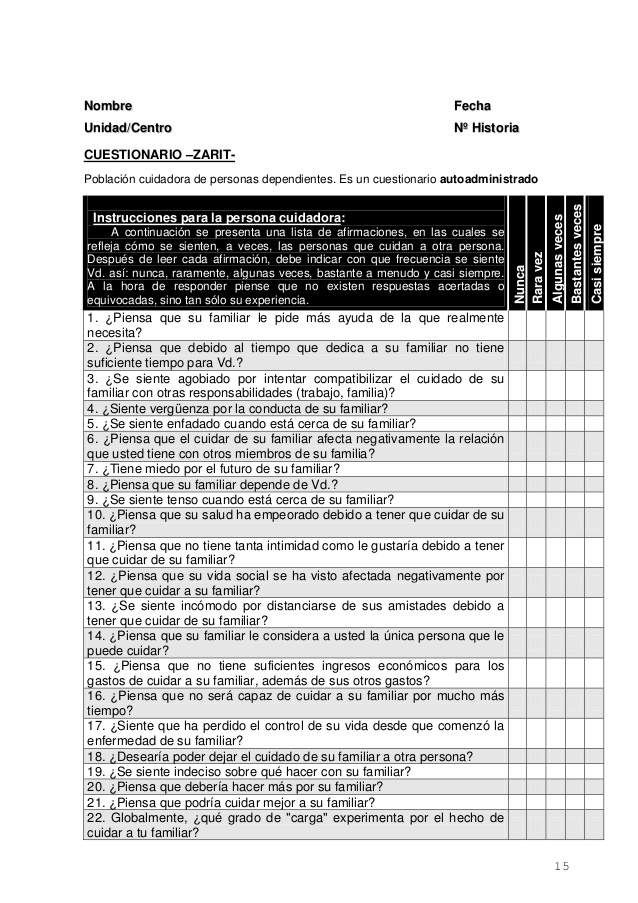 Nombre Fecha
Unidad/Centro Nº Historia
CUESTIONARIO –ZARIT-
Población cuidadora de personas dependientes. Es un cuestionario autoadministrado
Instrucciones para la persona cuidadora:
A continuación se presenta una lista de afirmaciones, en las cuales se
refleja cómo se sienten, a veces, las personas que cuidan a otra persona.
Después de leer cada afirmación, debe indicar con que frecuencia se siente
Vd. así: nunca, raramente, algunas veces, bastante a menudo y casi siempre.
A la hora de responder piense que no existen respuestas acertadas o
equivocadas, sino tan sólo su experiencia.
Nunca
Rara vez
Algunas veces
Bastantes veces
Casi siempre
1. ¿Piensa que su familiar le pide más ayuda de la que realmente
necesita?
2. ¿Piensa que debido al tiempo que dedica a su familiar no tiene
suficiente tiempo para Vd.?
3. ¿Se siente agobiado por intentar compatibilizar el cuidado de su
familiar con otras responsabilidades (trabajo, familia)?
4. ¿Siente vergüenza por la conducta de su familiar?
5. ¿Se siente enfadado cuando está cerca de su familiar?
6. ¿Piensa que el cuidar de su familiar afecta negativamente la relación
que usted tiene con otros miembros de su familia?
7. ¿Tiene miedo por el futuro de su familiar?
8. ¿Piensa que su familiar depende de Vd.?
9. ¿Se siente tenso cuando está cerca de su familiar?
10. ¿Piensa que su salud ha empeorado debido a tener que cuidar de su
familiar?
11. ¿Piensa que no tiene tanta intimidad como le gustaría debido a tener
que cuidar de su familiar?
12. ¿Piensa que su vida social se ha visto afectada negativamente por
tener que cuidar a su familiar?
13. ¿Se siente incómodo por distanciarse de sus amistades debido a
tener que cuidar de su familiar?
14. ¿Piensa que su familiar le considera a usted la única persona que le
puede cuidar?
15. ¿Piensa que no tiene suficientes ingresos económicos para los
gastos de cuidar a su familiar, además de sus otros gastos?
16. ¿Piensa que no será capaz de cuidar a su familiar por mucho más
tiempo?
17. ¿Siente que ha perdido el control de su vida desde que comenzó la
enfermedad de su familiar?
18. ¿Desearía poder dejar el cuidado de su familiar a otra persona?
19. ¿Se siente indeciso sobre qué hacer con su familiar?
20. ¿Piensa que debería hacer más por su familiar?
21. ¿Piensa que podría cuidar mejor a su familiar?
22. Globalmente, ¿qué grado de "carga" experimenta por el hecho de
cuidar a tu familiar?
15